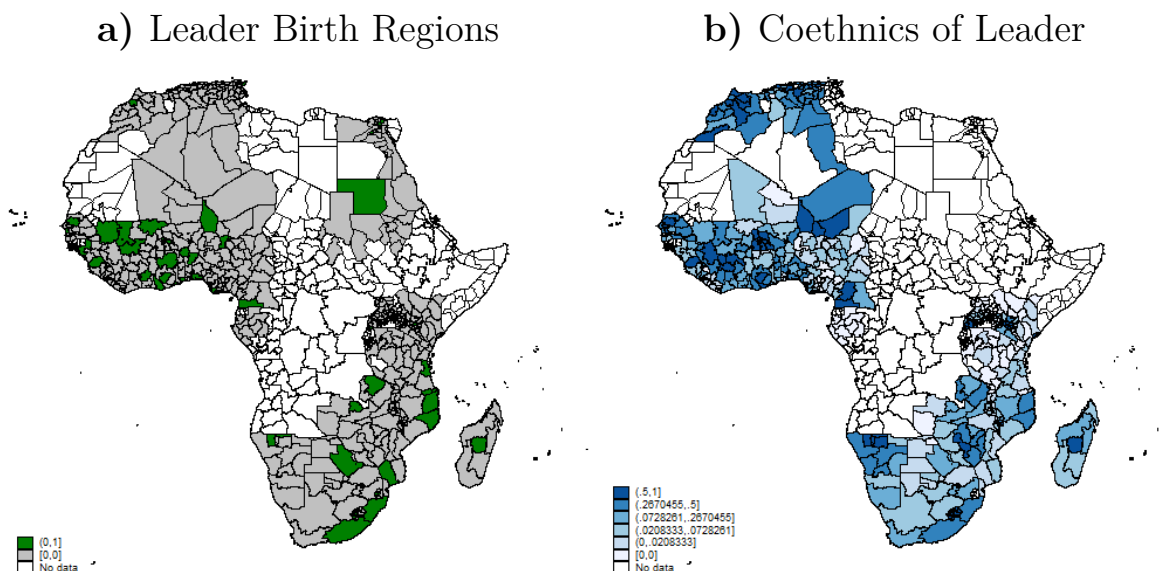 a) Leader Birth Regions
(0,1]
[0,0]
No data
b) Coethnics of Leader
(.5,1]
(.2670455,.5]
(.0728261,.2670455]
(.0208333,.0728261]
(0,.0208333]
[0,0]
No data